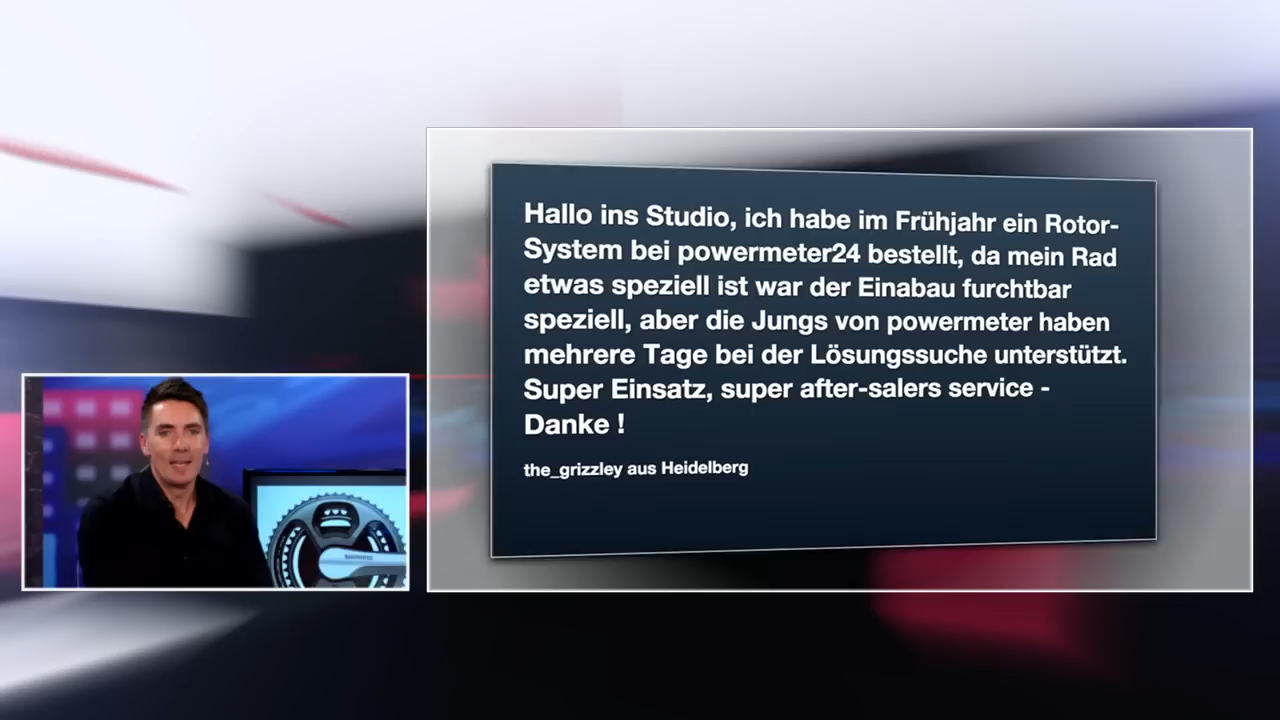 Hallo ins Studio, ich habe im Frühjahr ein Rotor-
System bei powermeter24 bestellt, da mein Rad
etwas speziell ist war der Einabau furchtbar
speziell, aber die Jungs von powermeter haben
mehrere Tage bei der Lösungssuche unterstützt.
Super Einsatz, super after-salers service -
Danke !
the_grizzley aus Heidelberg